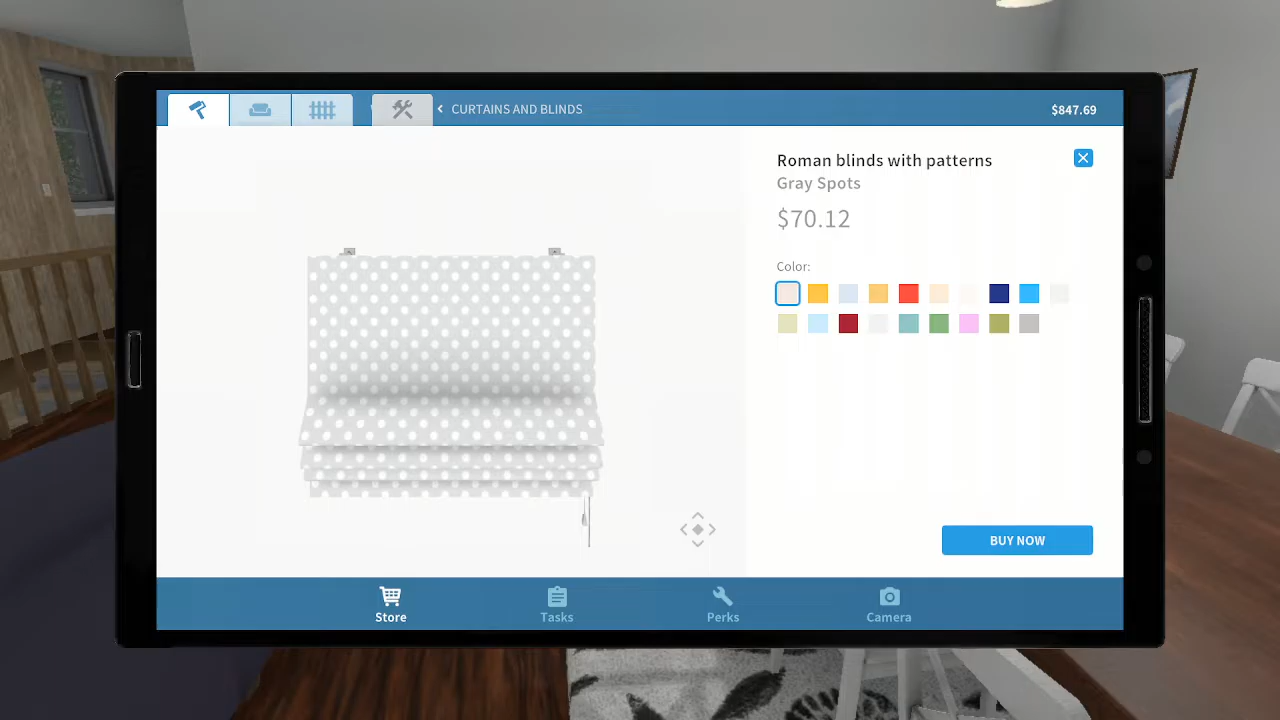 CURTAINS AND BLINDS
$847.69
Roman blinds with patterns
Gray Spots
$70.12
Color:
BUY NOW
Store
Tasks
Perks
Camera